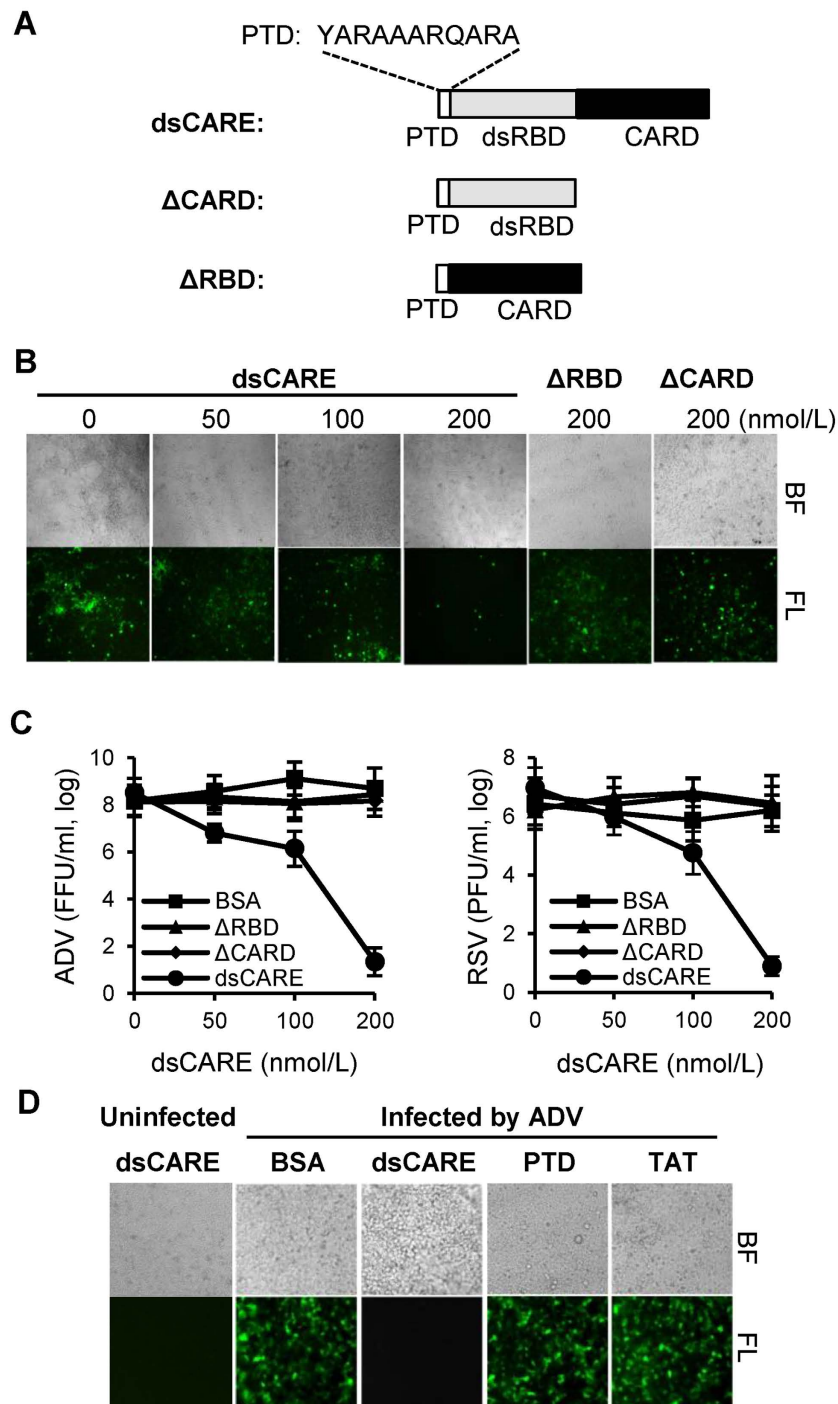 A
PTD: YARAAARQARA
dsCARE:
PTD dsRBD CARD
ΔCARD:
PTD dsRBD
ΔRBD:
PTD CARD
B
dsCARE ΔRBD ΔCARD
0 50 100 200 200 200 (nmol/L)
BF
FL
C
10
8
6
4
2
0
ADV (FFU/ml, log)
BSA
ΔRBD
ΔCARD
dsCARE
0 50 100 200
dsCARE (nmol/L)
8
6
4
2
0
RSV (PFU/ml, log)
BSA
ΔRBD
ΔCARD
dsCARE
0 50 100 200
dsCARE (nmol/L)
D
Uninfected Infected by ADV
dsCARE BSA dsCARE PTD TAT
BF
FL